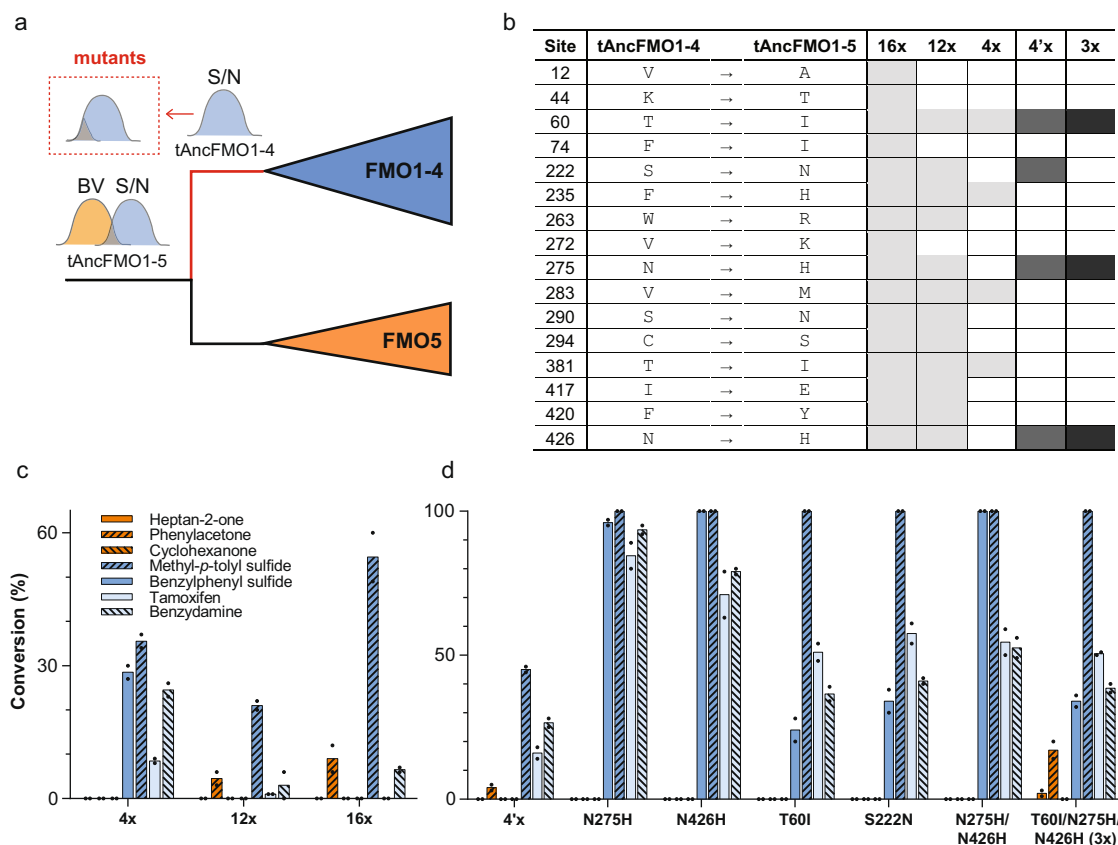 a
mutants
S/N
tAncFMO1-4
BV S/N
tAncFMO1-5
FMO1-4
FMO5
b
Site tAncFMO1-4 tAncFMO1-5 16x 12x 4x 4'x 3x
12 V → A
44 K → T
60 T → I
74 F → I
222 S → N
235 F → H
263 W → R
272 V → K
275 N → H
283 V → M
290 S → N
294 C → S
381 T → I
417 I → E
420 F → Y
426 N → H
c
Conversion (%)
60
30
0
Heptan-2-one
Phenylacetone
Cyclohexanone
Methyl-p-tolyl sulfide
Benzylphenyl sulfide
Tamoxifen
Benzydamine
4x 12x 16x
d
100
50
0
4'x N275H N426H T60I S222N N275H/ N426H T60I/N275H/ N426H (3x)